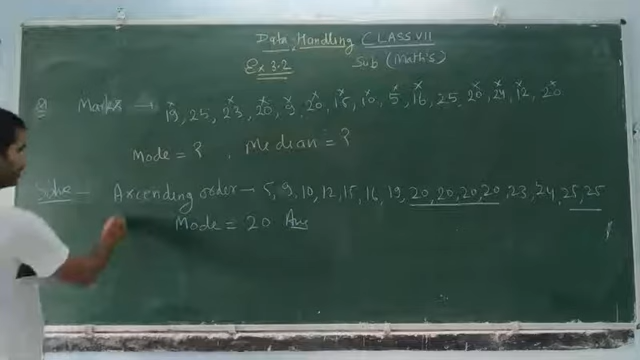 Data Handling CLASS VII
Ex 3.2 Sub (Math's)
Q Marks → 19, 25, 23, 20, 9, 20, 15, 10, 5, 16, 25, 20, 24, 12, 20
Mode = ? , Median = ?
Solve - Ascending order - 5, 9, 10, 12, 15, 16, 19, 20, 20, 20, 20, 23, 24, 25, 25
Mode = 20 Ans